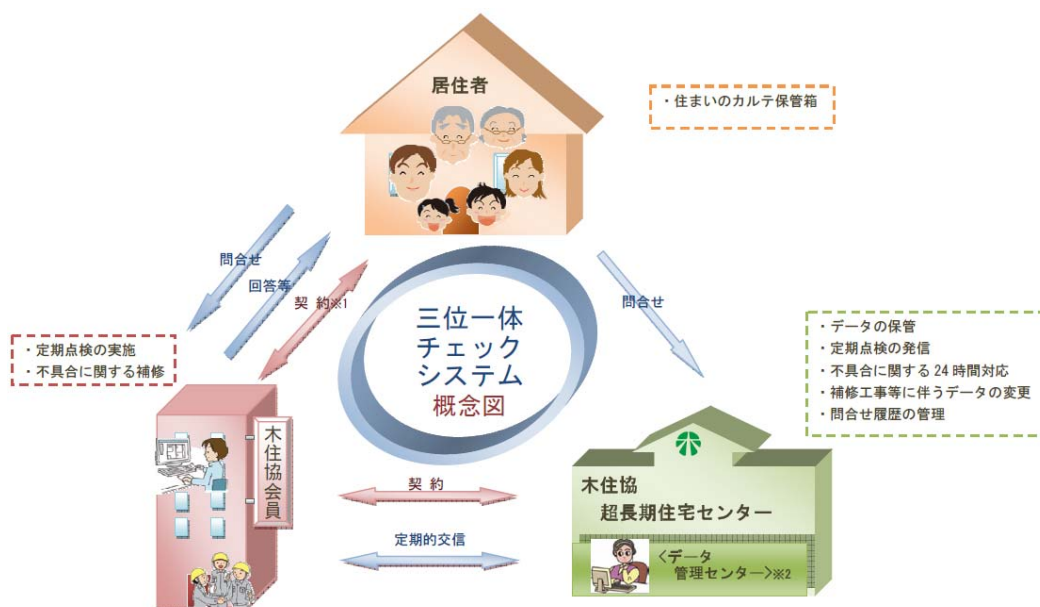 居住者
・住まいのカルテ保管箱
問合せ
回答等
契 約※1
問合せ
三位一体
チェック
システム
概念図
・定期点検の実施
・不具合に関する補修
・データの保管
・定期点検の発信
・不具合に関する 24 時間対応
・補修工事等に伴うデータの変更
・問合せ履歴の管理
木住協会員
契 約
定期的交信
木住協
超長期住宅センター
<データ
管理センター>※2